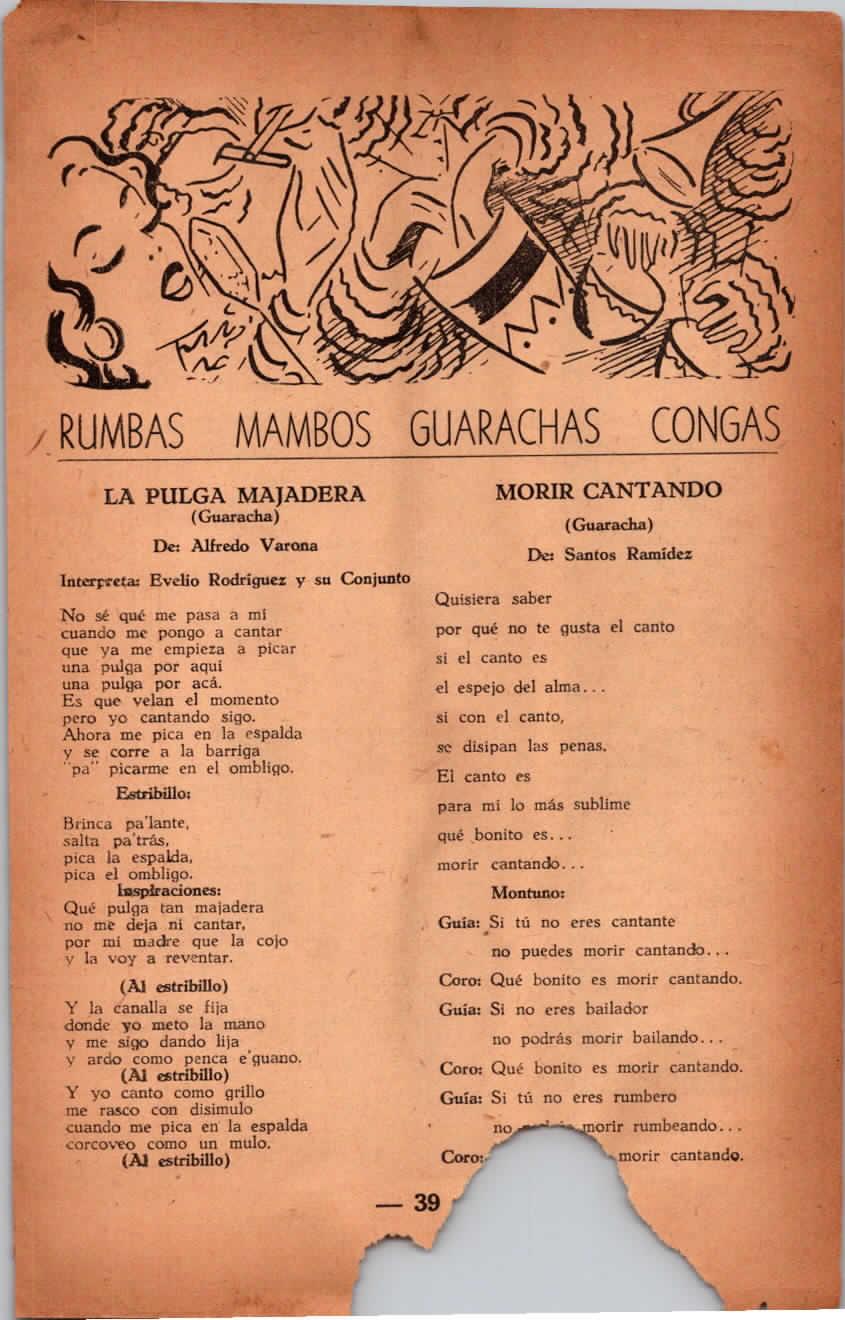 RUMBAS MAMBOS GUARACHAS CONGAS
LA PULGA MAJADERA
(Guaracha)
De: Alfredo Varona
Interpreta: Evelio Rodríguez y su Conjunto
No sé qué me pasa a mí
cuando me pongo a cantar
que ya me empieza a picar
una pulga por aquí
una pulga por acá.
Es que velan el momento
pero yo cantando sigo.
Ahora me pica en la espalda
y se corre a la barriga
"pa" picarme en el ombligo.
Estribillo:
Brinca pa'lante,
salta pa'trás,
pica la espalda,
pica el ombligo.
Inspiraciones:
Qué pulga tan majadera
no me deja ni cantar,
por mi madre que la cojo
y la voy a reventar.
(Al estribillo)
Y la canalla se fija
donde yo meto la mano
y me sigo dando lija
y ardo como penca e'guano.
(Al estribillo)
Y yo canto como grillo
me rasco con disimulo
cuando me pica en la espalda
corcoveo como un mulo.
(Al estribillo)
MORIR CANTANDO
(Guaracha)
De: Santos Ramídez
Quisiera saber
por qué no te gusta el canto
si el canto es
el espejo del alma...
si con el canto,
se disipan las penas.
El canto es
para mi lo más sublime
qué bonito es...
morir cantando...
Montuno:
Guía: Si tú no eres cantante
no puedes morir cantando...
Coro: Qué bonito es morir cantando.
Guía: Si no eres bailador
no podrás morir bailando...
Coro: Qué bonito es morir cantando.
Guía: Si tú no eres rumbero
no morir rumbeando...
Coro: morir cantando.
— 39